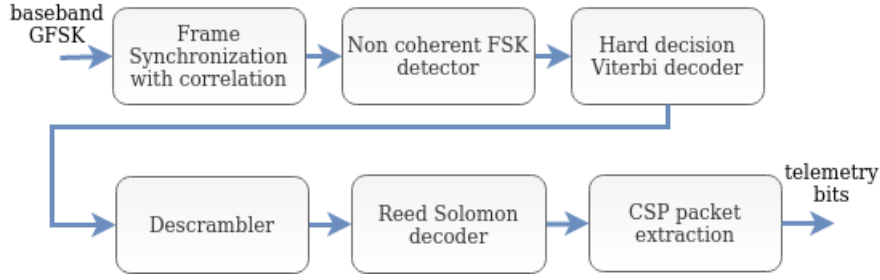 baseband
GFSK
Frame
Synchronization
with correlation
Non coherent FSK
detector
Hard decision
Viterbi decoder
Descrambler
Reed Solomon
decoder
CSP packet
extraction
telemetry
bits